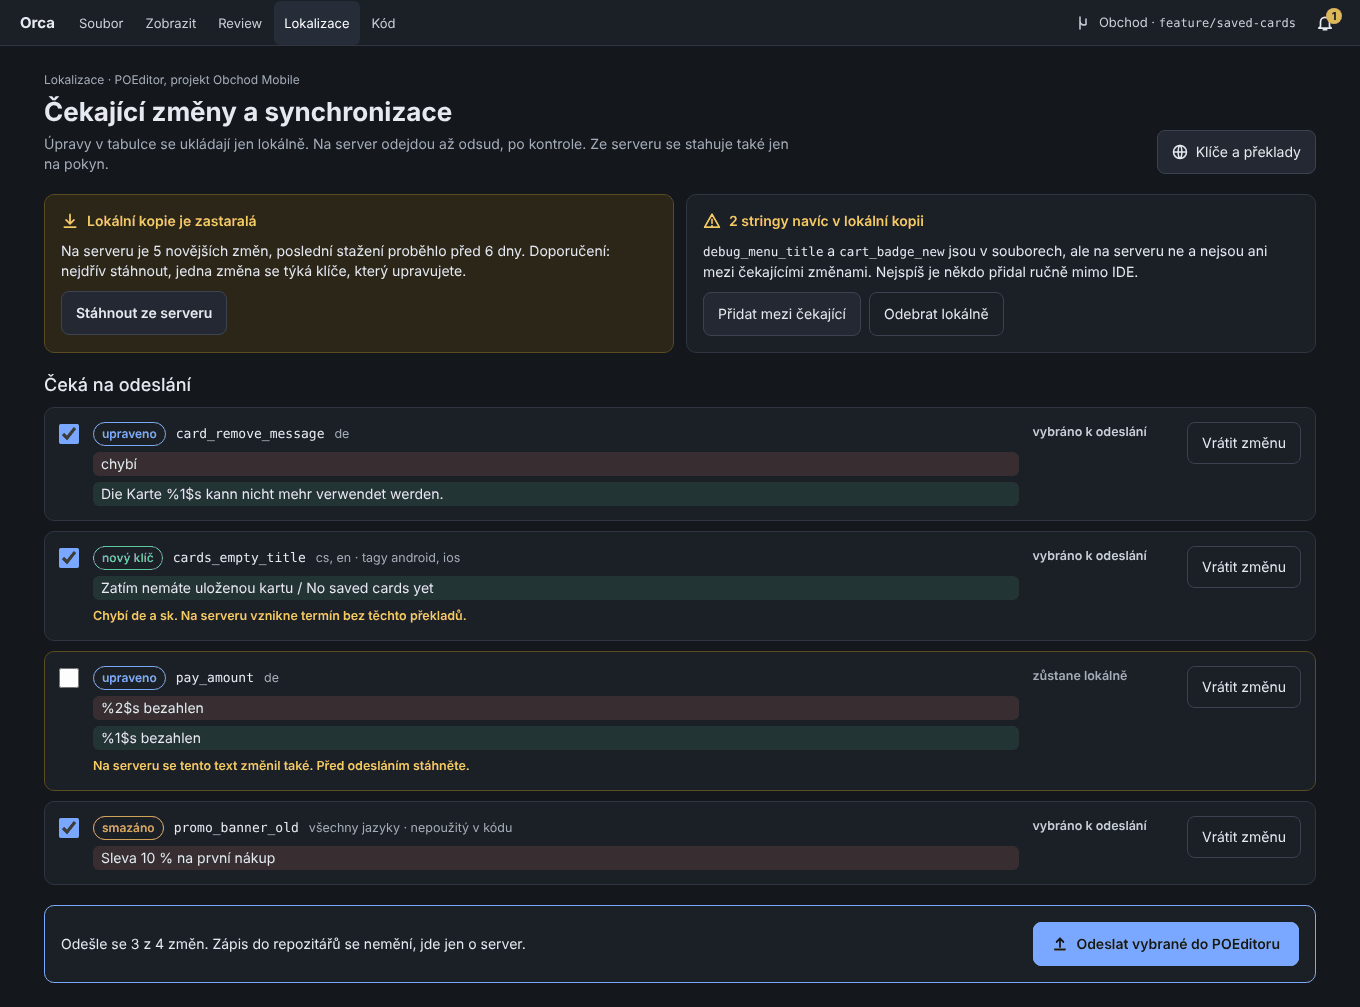 Orca Soubor Zobrazit Review Lokalizace Kód Obchod · feature/saved-cards 1
Lokalizace · POEditor, projekt Obchod Mobile
Čekající změny a synchronizace
Úpravy v tabulce se ukládají jen lokálně. Na server odejdou až odsud, po kontrole. Ze serveru se stahuje také jen
na pokyn.
Klíče a překlady
Lokální kopie je zastaralá
Na serveru je 5 novějších změn, poslední stažení proběhlo před 6 dny. Doporučení:
nejdřív stáhnout, jedna změna se týká klíče, který upravujete.
Stáhnout ze serveru
2 stringy navíc v lokální kopii
debug_menu_title a cart_badge_new jsou v souborech, ale na serveru ne a nejsou ani
mezi čekajícími změnami. Nejspíš je někdo přidal ručně mimo IDE.
Přidat mezi čekající Odebrat lokálně
Čeká na odeslání
upraveno card_remove_message de vybráno k odeslání Vrátit změnu
chybí
Die Karte %1$s kann nicht mehr verwendet werden.
nový klíč cards_empty_title cs, en · tagy android, ios vybráno k odeslání Vrátit změnu
Zatím nemáte uloženou kartu / No saved cards yet
Chybí de a sk. Na serveru vznikne termín bez těchto překladů.
upraveno pay_amount de zůstane lokálně Vrátit změnu
%2$s bezahlen
%1$s bezahlen
Na serveru se tento text změnil také. Před odesláním stáhněte.
smazáno promo_banner_old všechny jazyky · nepoužitý v kódu vybráno k odeslání Vrátit změnu
Sleva 10 % na první nákup
Odešle se 3 z 4 změn. Zápis do repozitářů se nemění, jde jen o server.
Odeslat vybrané do POEditoru